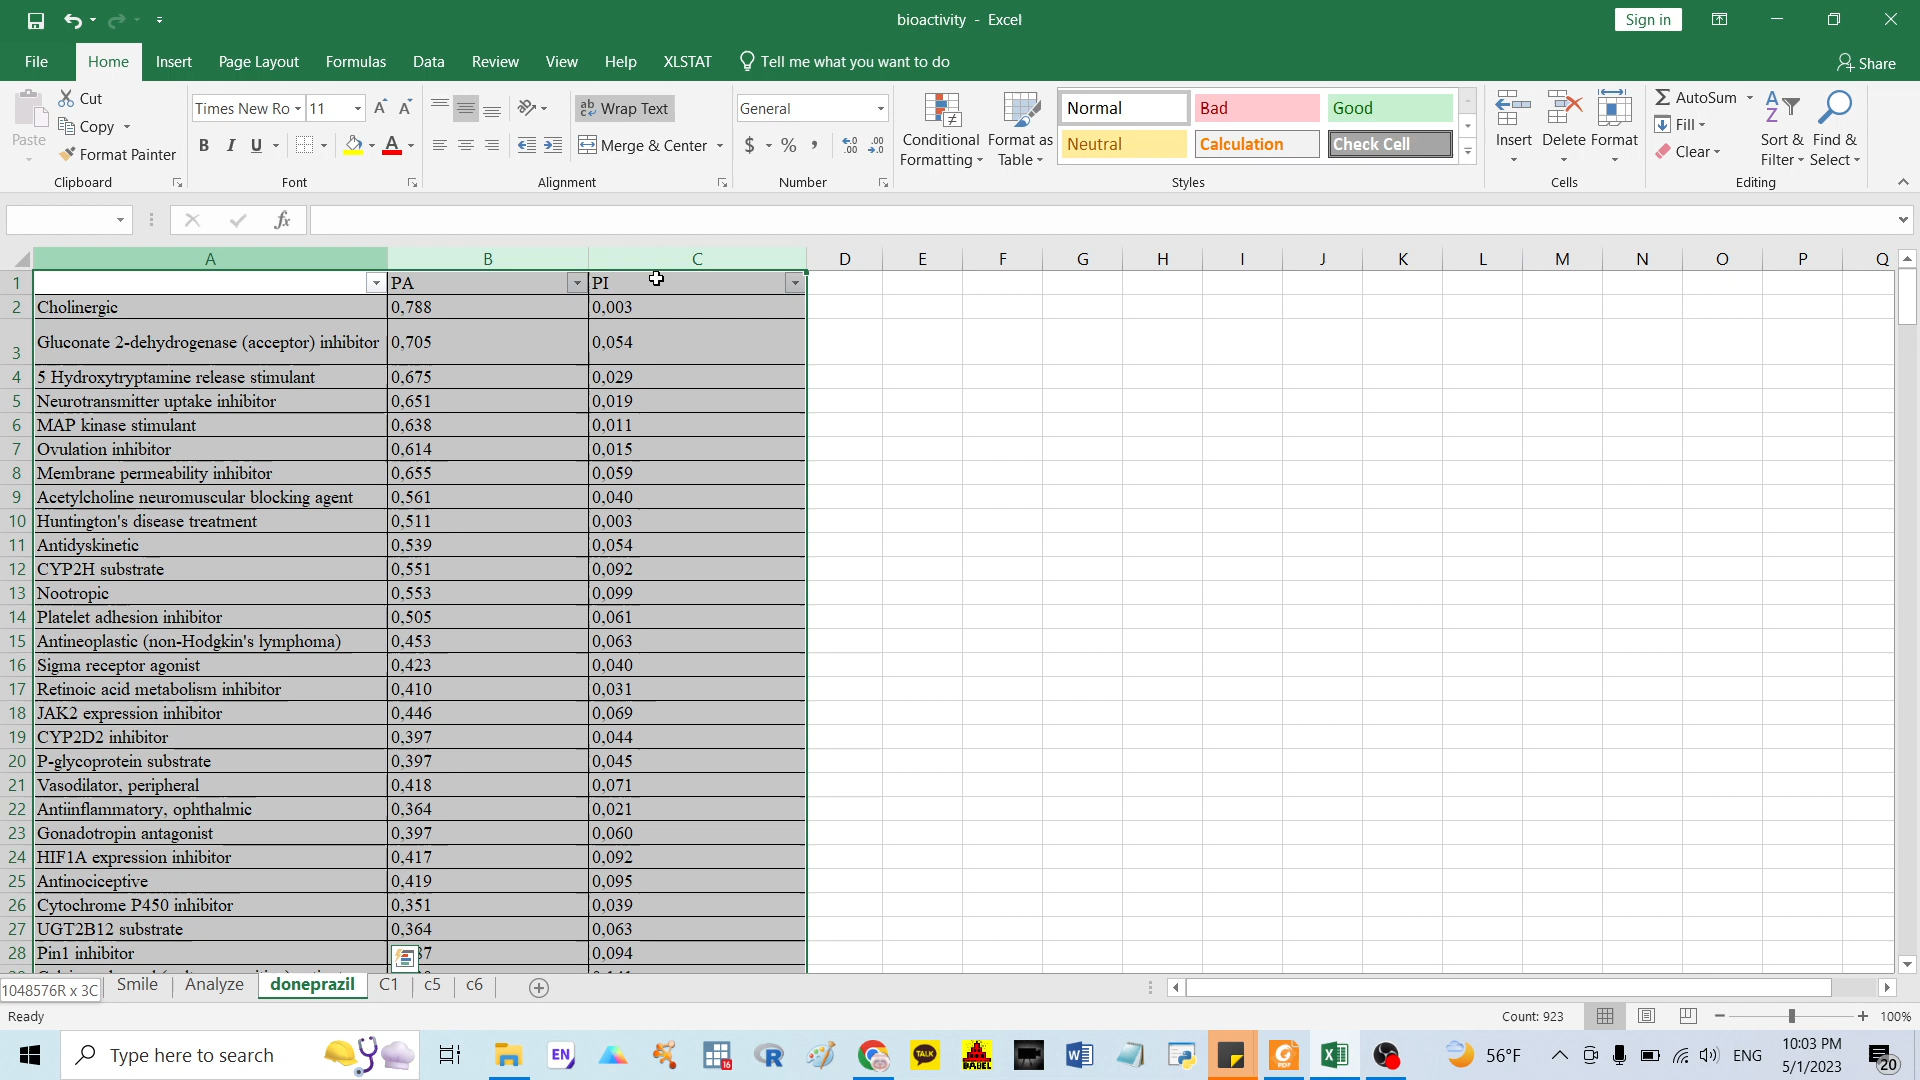 bioactivity - Excel
Sign in
File Home Insert Page Layout Formulas Data Review View Help XLSTAT Tell me what you want to do Share
Paste Cut Copy Format Painter
Clipboard
Times New Ro 11
B I U
Font
Wrap Text
Merge & Center
Alignment
General
$ % ,
Number
Conditional Formatting
Format as Table
Normal Bad Good
Neutral Calculation Check Cell
Styles
Insert Delete Format
Cells
AutoSum
Fill
Clear
Sort & Filter
Find & Select
Editing
fx
A B C D E F G H I J K L M N O P Q
1 PA PI
2 Cholinergic 0,788 0,003
3 Gluconate 2-dehydrogenase (acceptor) inhibitor 0,705 0,054
4 5 Hydroxytryptamine release stimulant 0,675 0,029
5 Neurotransmitter uptake inhibitor 0,651 0,019
6 MAP kinase stimulant 0,638 0,011
7 Ovulation inhibitor 0,614 0,015
8 Membrane permeability inhibitor 0,655 0,059
9 Acetylcholine neuromuscular blocking agent 0,561 0,040
10 Huntington's disease treatment 0,511 0,003
11 Antidyskinetic 0,539 0,054
12 CYP2H substrate 0,551 0,092
13 Nootropic 0,553 0,099
14 Platelet adhesion inhibitor 0,505 0,061
15 Antineoplastic (non-Hodgkin's lymphoma) 0,453 0,063
16 Sigma receptor agonist 0,423 0,040
17 Retinoic acid metabolism inhibitor 0,410 0,031
18 JAK2 expression inhibitor 0,446 0,069
19 CYP2D2 inhibitor 0,397 0,044
20 P-glycoprotein substrate 0,397 0,045
21 Vasodilator, peripheral 0,418 0,071
22 Antiinflammatory, ophthalmic 0,364 0,021
23 Gonadotropin antagonist 0,397 0,060
24 HIF1A expression inhibitor 0,417 0,092
25 Antinociceptive 0,419 0,095
26 Cytochrome P450 inhibitor 0,351 0,039
27 UGT2B12 substrate 0,364 0,063
28 Pin1 inhibitor 0,094
1048576R x 3C Smile Analyze doneprazil C1 c5 c6
Ready Count: 923 100%
Type here to search
EN
TALK
BABEL
56°F
ENG
10:03 PM
5/1/2023
20